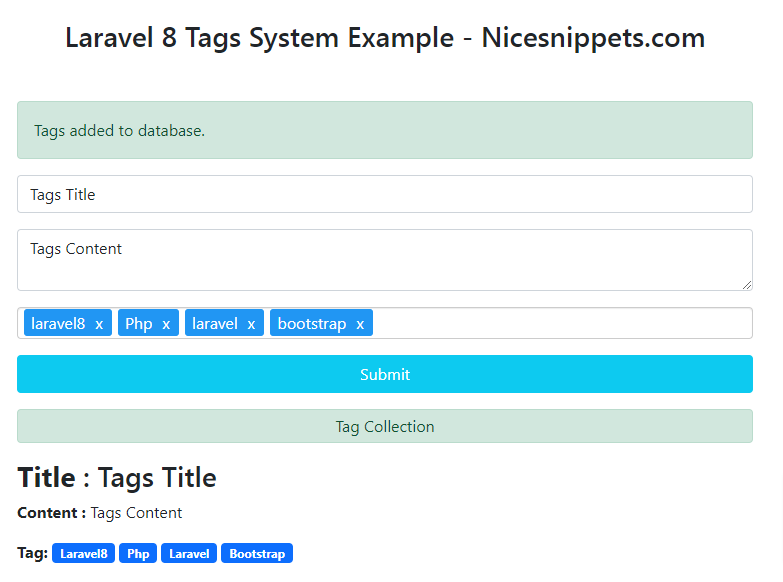 Laravel 8 Tags System Example - Nicesnippets.com
Tags added to database.
Tags Title
Tags Content
laravel8 x Php x laravel x bootstrap x
Submit
Tag Collection
Title : Tags Title
Content : Tags Content
Tag: Laravel8 Php Laravel Bootstrap